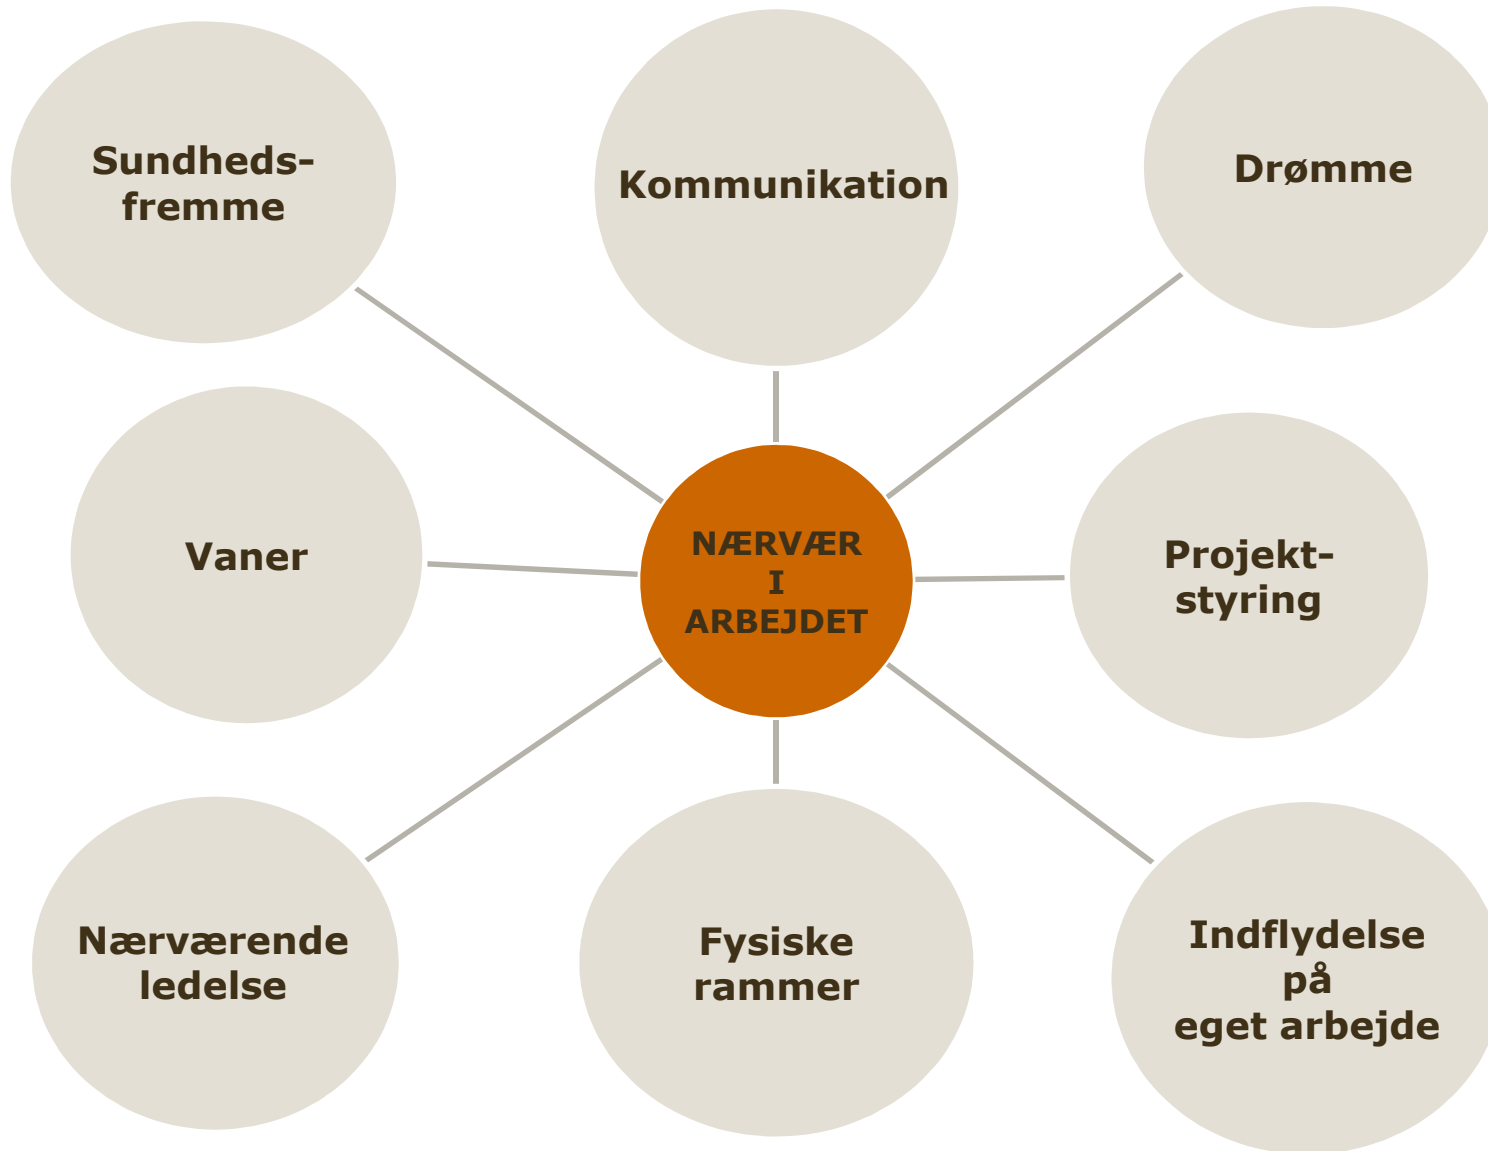 Sundheds-
fremme
Kommunikation
Drømme
Vaner
NÆRVÆR
I
ARBEJDET
Projekt-
styring
Nærværende
ledelse
Fysiske
rammer
Indflydelse
på
eget arbejde